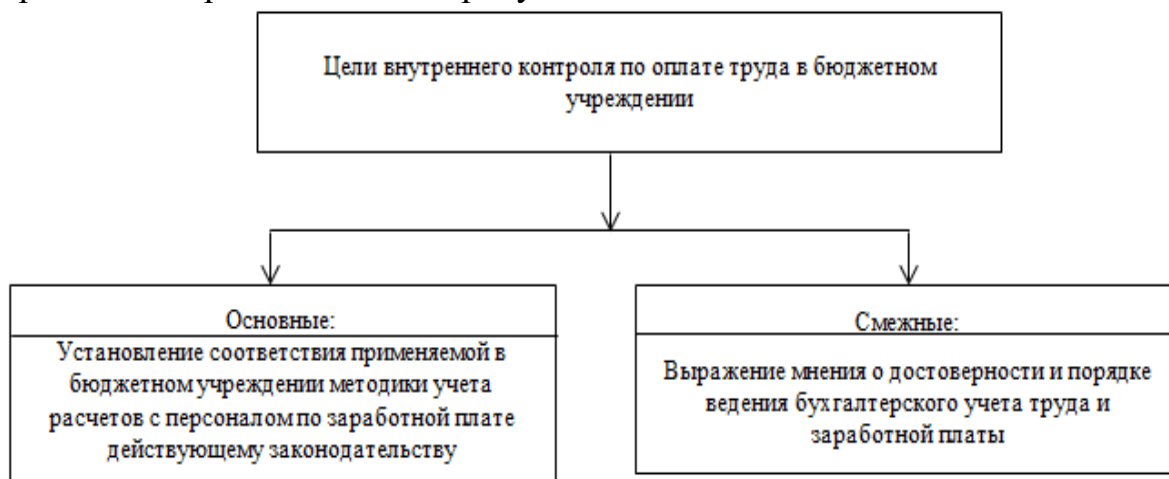 Цели внутреннего контроля по оплате труда в бюджетном
учреждении
Основные:
Установление соответствия применяемой в
бюджетном учреждении методики учета
расчетов с персоналом по заработной плате
действующему законодательству
Смежные:
Выражение мнения о достоверности и порядке
ведения бухгалтерского учета труда и
заработной платы